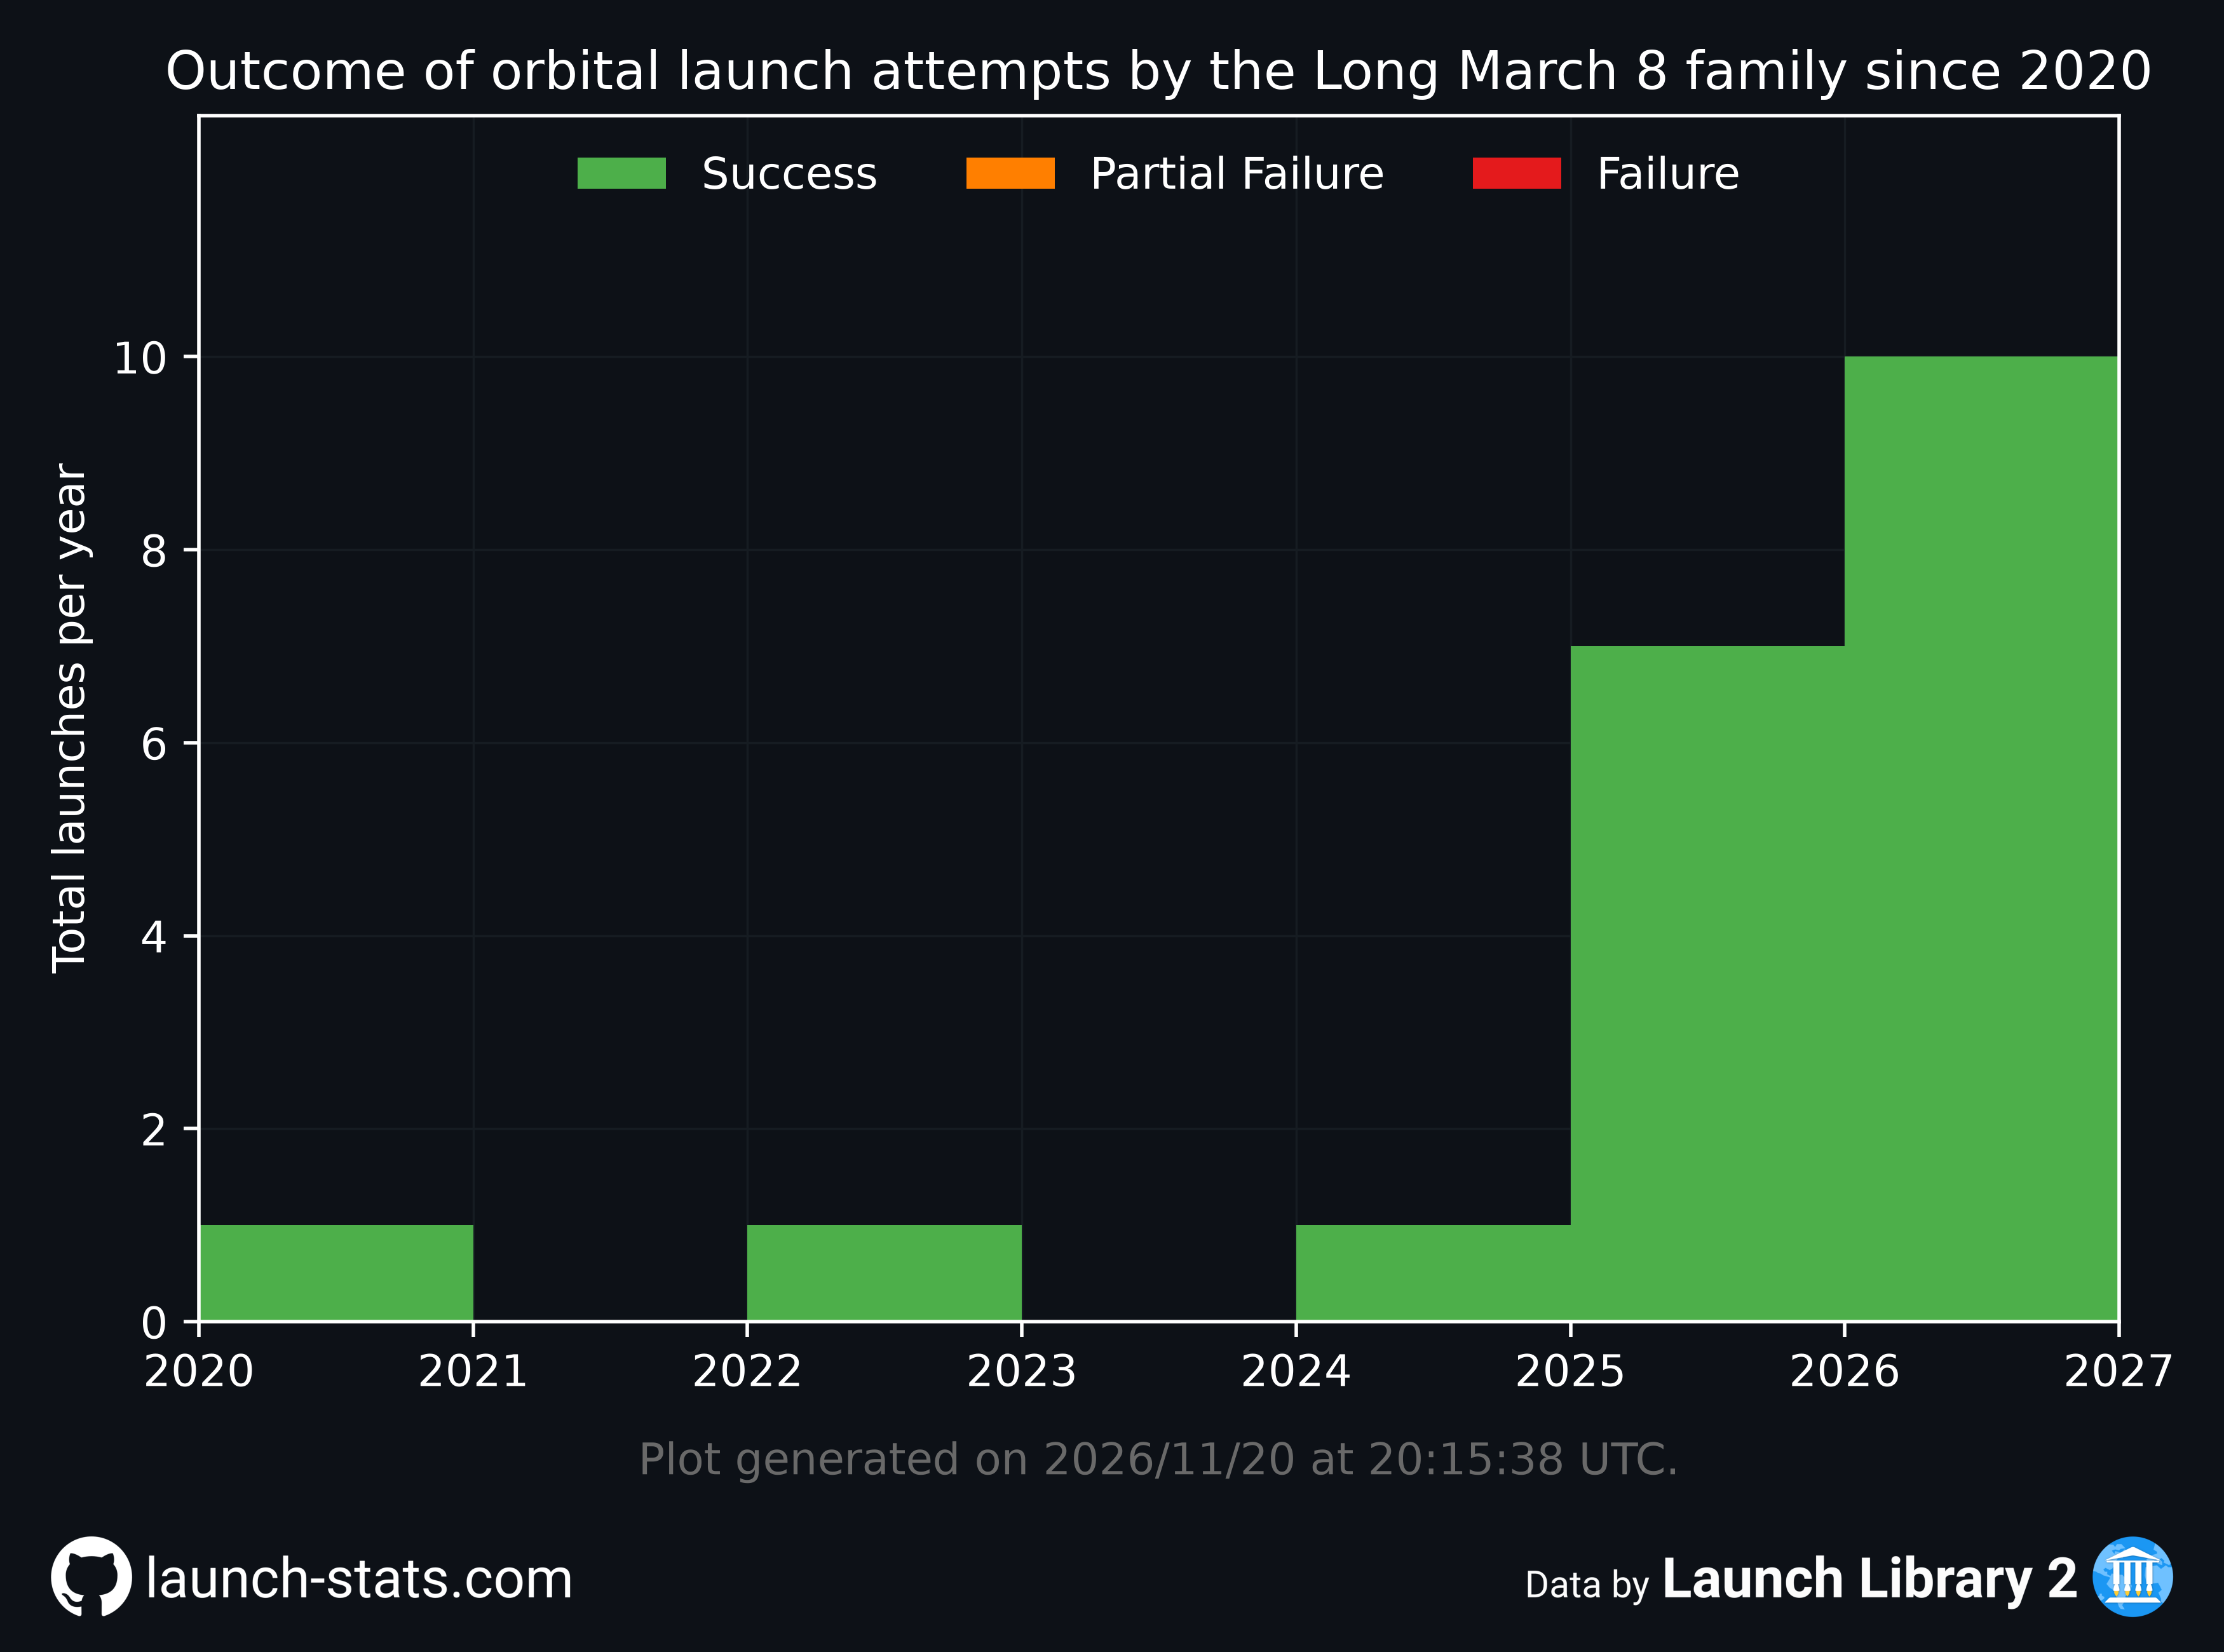 Outcome of orbital launch attempts by the Long March 8 family since 2020
Success Partial Failure Failure
Total launches per year
10
8
6
4
2
0
2020 2021 2022 2023 2024 2025 2026 2027
Plot generated on 2026/11/20 at 20:15:38 UTC.
launch-stats.com
Data by Launch Library 2